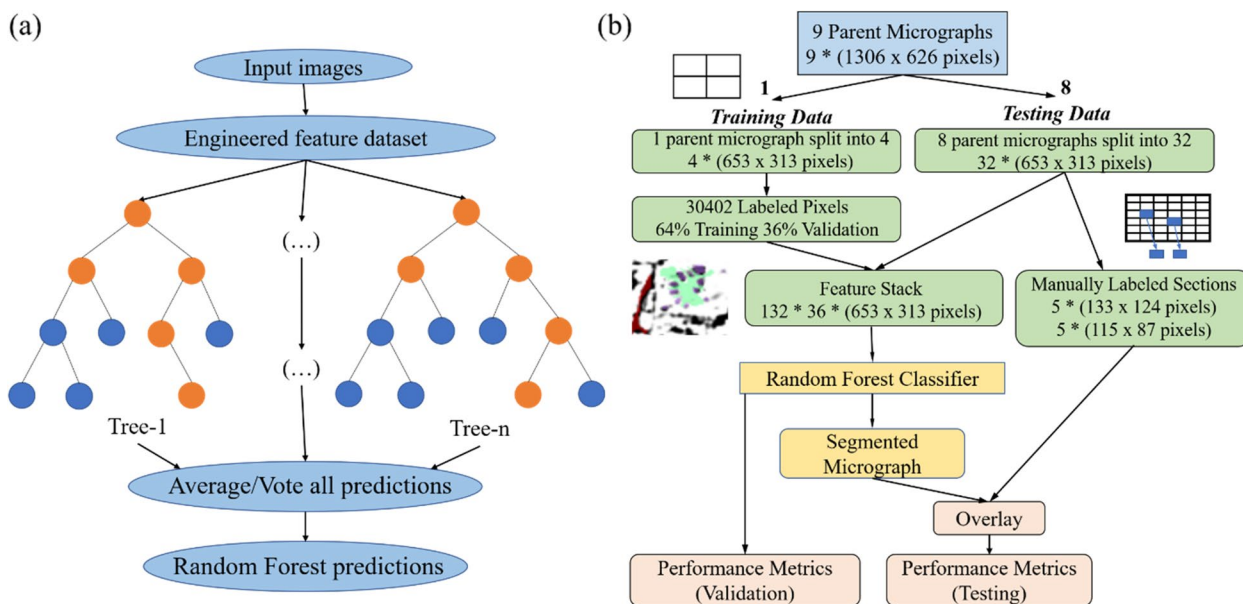 (a)
Input images
Engineered feature dataset
(...)
(...)
Tree-1
Tree-n
Average/Vote all predictions
Random Forest predictions
(b)
9 Parent Micrographs
9 * (1306 x 626 pixels)
1
8
Training Data
Testing Data
1 parent micrograph split into 4
4 * (653 x 313 pixels)
8 parent micrographs split into 32
32 * (653 x 313 pixels)
30402 Labeled Pixels
64% Training 36% Validation
Feature Stack
132 * 36 * (653 x 313 pixels)
Manually Labeled Sections
5 * (133 x 124 pixels)
5 * (115 x 87 pixels)
Random Forest Classifier
Segmented
Micrograph
Overlay
Performance Metrics
(Validation)
Performance Metrics
(Testing)